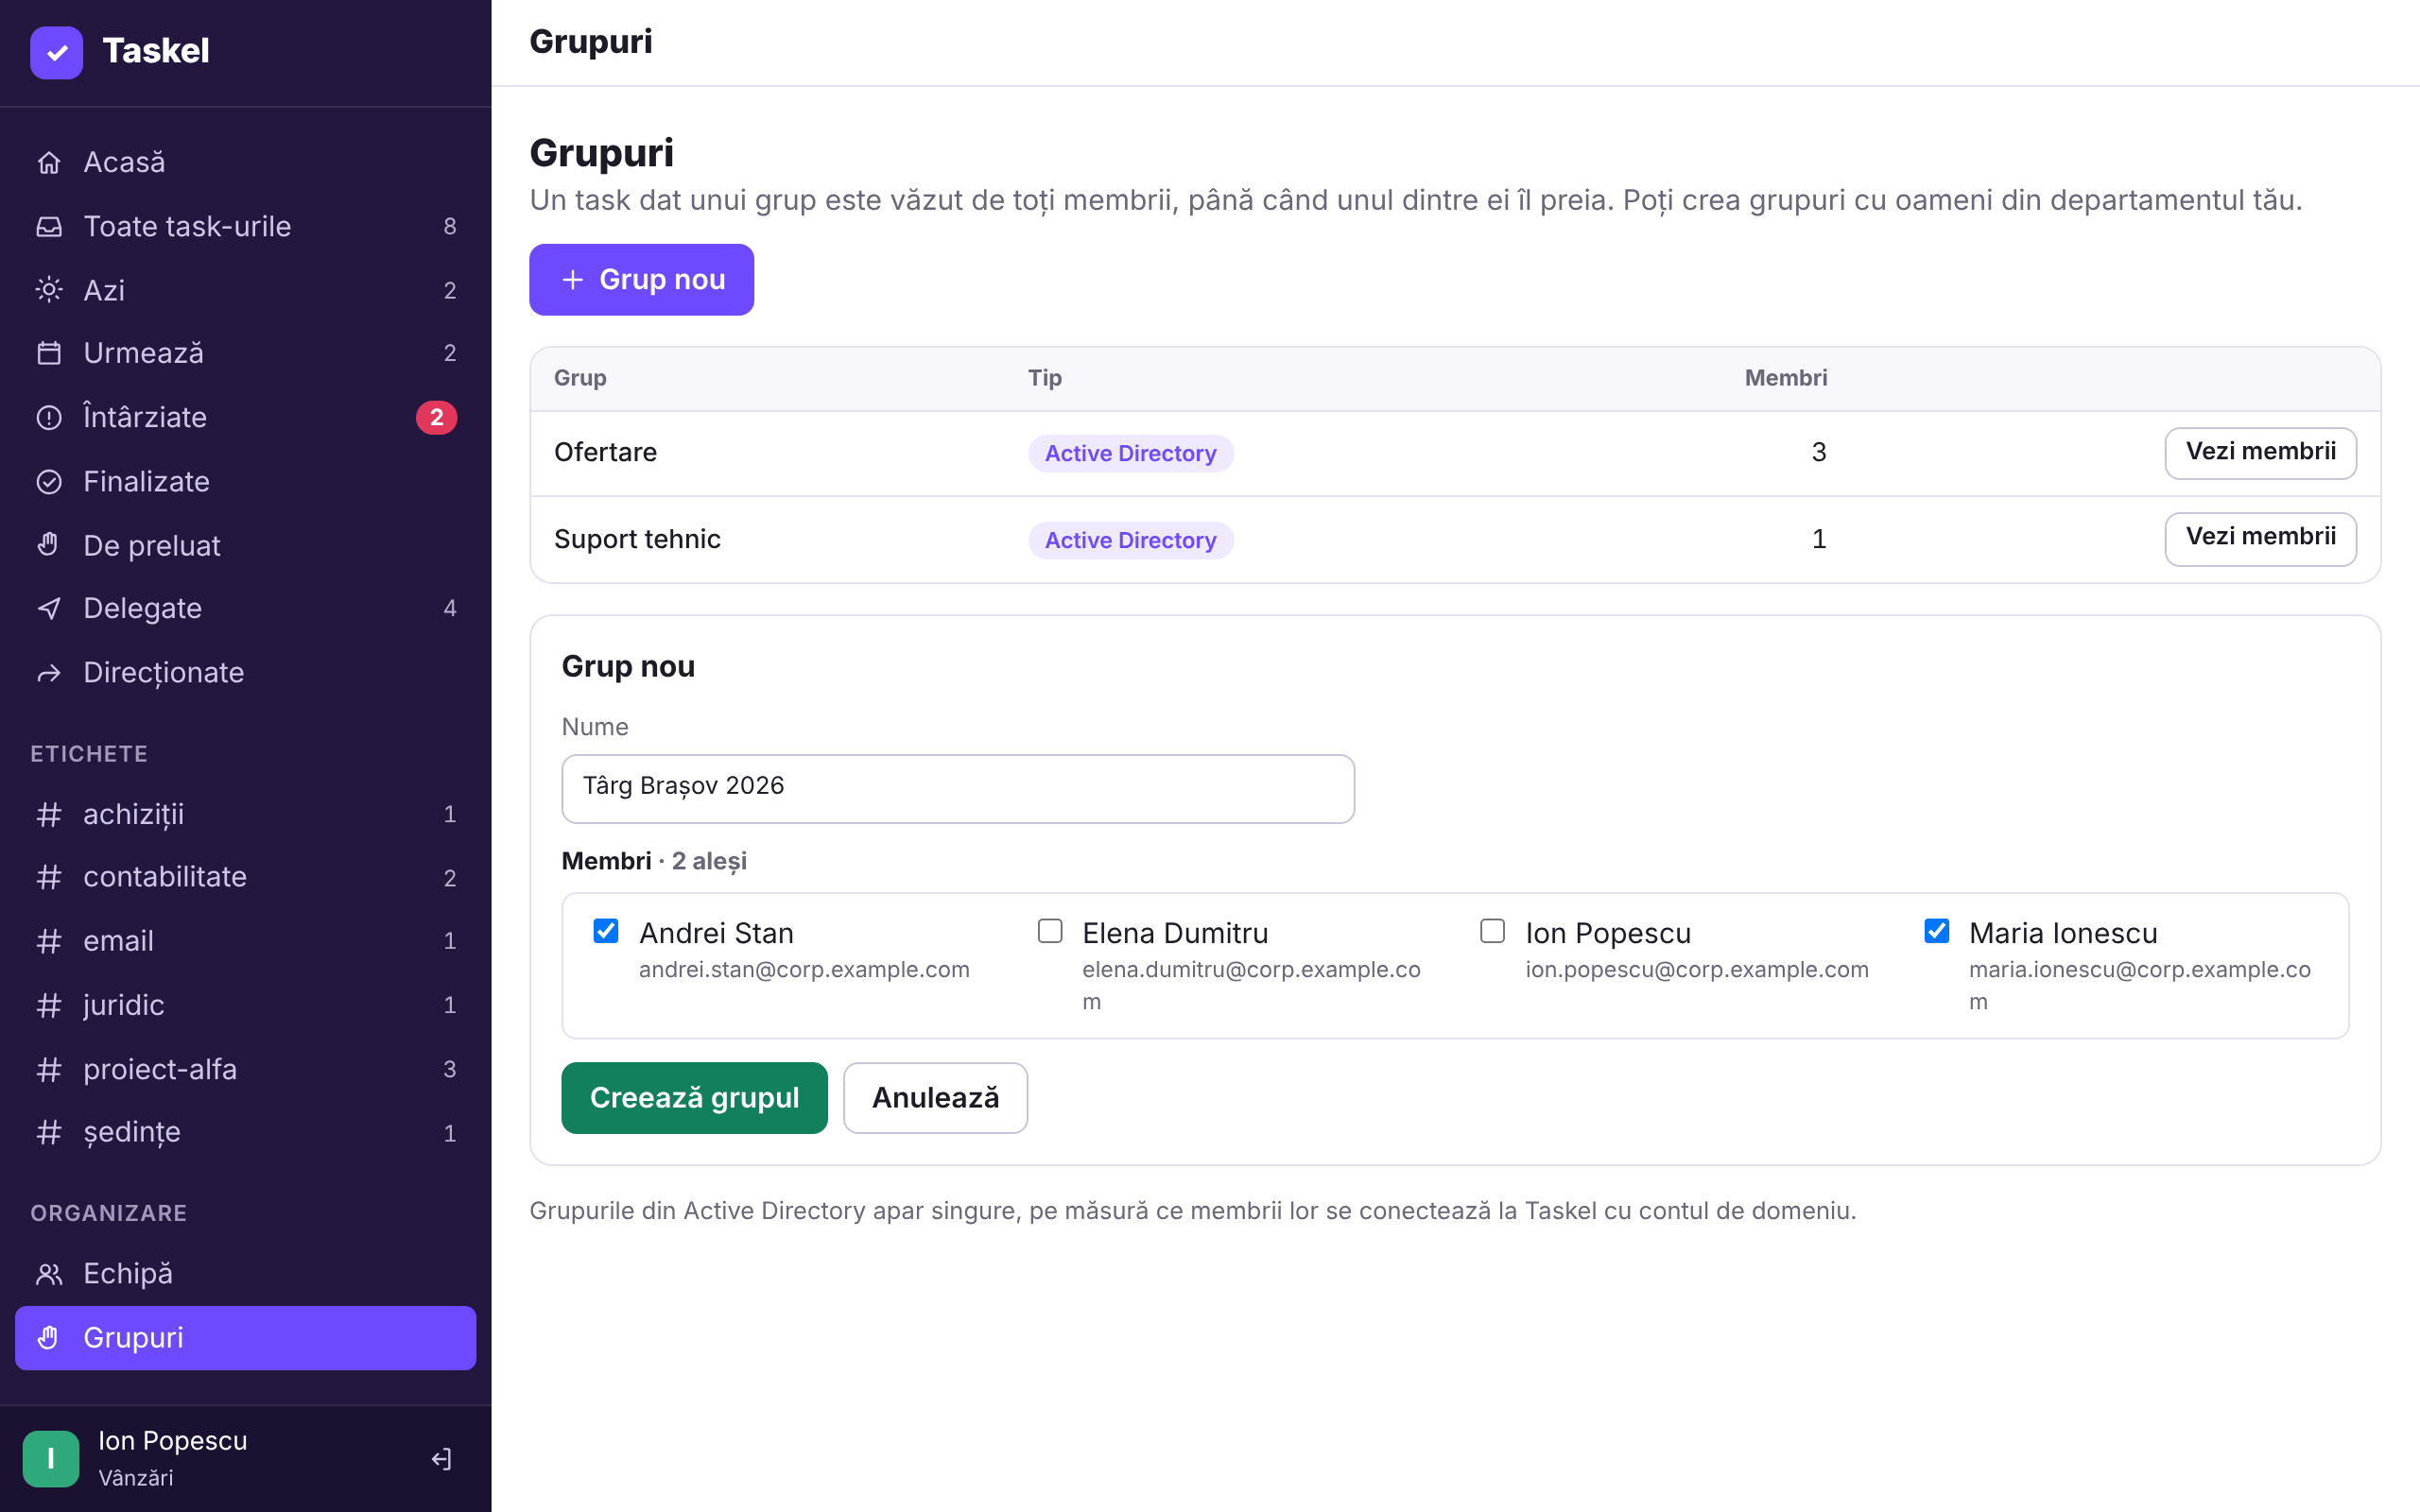 Taskel
Acasă
Toate task-urile 8
Azi 2
Urmează 2
Întârziate 2
Finalizate
De preluat
Delegate 4
Direcționate
ETICHETE
achiziții 1
contabilitate 2
email 1
juridic 1
proiect-alfa 3
ședințe 1
ORGANIZARE
Echipă
Grupuri
I
Ion Popescu
Vânzări
Grupuri
Grupuri
Un task dat unui grup este văzut de toți membrii, până când unul dintre ei îl preia. Poți crea grupuri cu oameni din departamentul tău.
+ Grup nou
Grup Tip Membri
Ofertare Active Directory 3 Vezi membrii
Suport tehnic Active Directory 1 Vezi membrii
Grup nou
Nume
Târg Brașov 2026
Membri · 2 aleși
Andrei Stan
andrei.stan@corp.example.com
Elena Dumitru
elena.dumitru@corp.example.co
m
Ion Popescu
ion.popescu@corp.example.com
Maria Ionescu
maria.ionescu@corp.example.co
m
Creează grupul Anulează
Grupurile din Active Directory apar singure, pe măsură ce membrii lor se conectează la Taskel cu contul de domeniu.